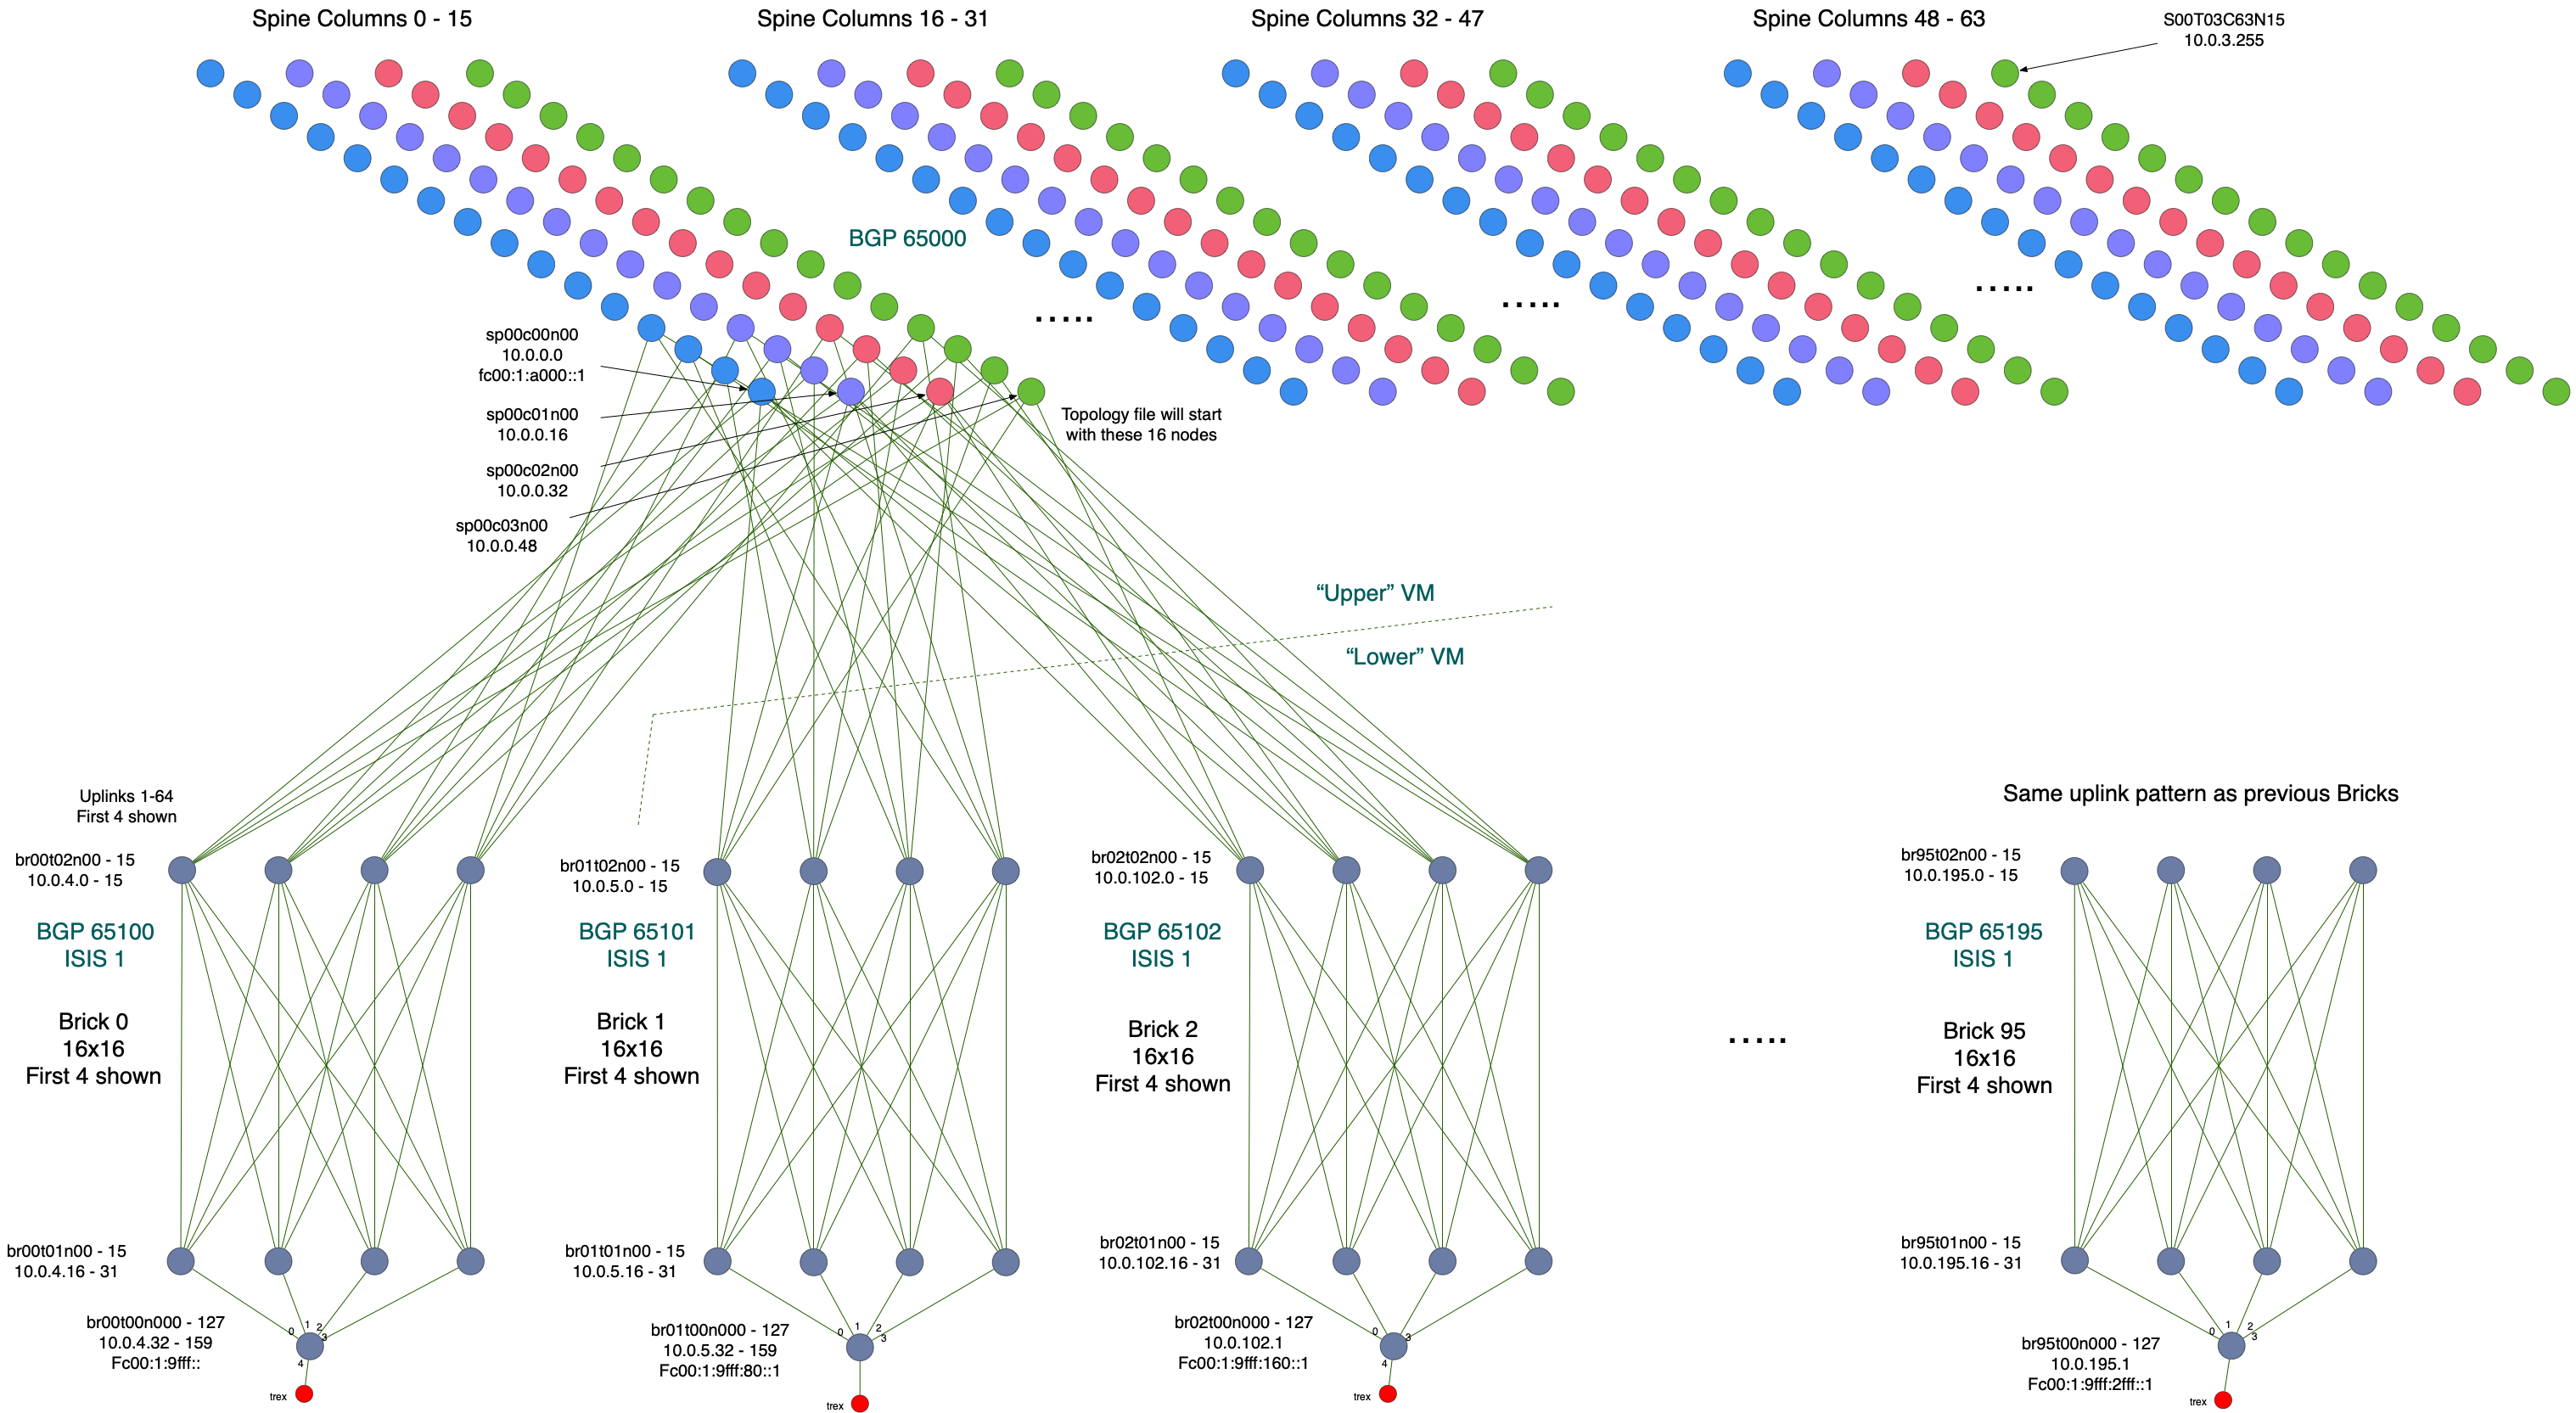 Spine Columns 0 - 15
Spine Columns 16 - 31
Spine Columns 32 - 47
Spine Columns 48 - 63
S00T03C63N15
10.0.3.255
BGP 65000
.....
.....
.....
sp00c00n00
10.0.0.0
fc00:1:a000::1
sp00c01n00
10.0.0.16
sp00c02n00
10.0.0.32
sp00c03n00
10.0.0.48
Topology file will start
with these 16 nodes
“Upper” VM
“Lower” VM
Uplinks 1-64
First 4 shown
Same uplink pattern as previous Bricks
br00t02n00 - 15
10.0.4.0 - 15
BGP 65100
ISIS 1
Brick 0
16x16
First 4 shown
br00t01n00 - 15
10.0.4.16 - 31
br00t00n000 - 127
10.0.4.32 - 159
Fc00:1:9fff::
0
1
2
3
4
trex
br01t02n00 - 15
10.0.5.0 - 15
BGP 65101
ISIS 1
Brick 1
16x16
First 4 shown
br01t01n00 - 15
10.0.5.16 - 31
br01t00n000 - 127
10.0.5.32 - 159
Fc00:1:9fff:80::1
0
1
2
3
trex
br02t02n00 - 15
10.0.102.0 - 15
BGP 65102
ISIS 1
Brick 2
16x16
First 4 shown
br02t01n00 - 15
10.0.102.16 - 31
br02t00n000 - 127
10.0.102.1
Fc00:1:9fff:160::1
0
3
4
trex
.....
br95t02n00 - 15
10.0.195.0 - 15
BGP 65195
ISIS 1
Brick 95
16x16
First 4 shown
br95t01n00 - 15
10.0.195.16 - 31
br95t00n000 - 127
10.0.195.1
Fc00:1:9fff:2fff::1
0
1
2
3
trex